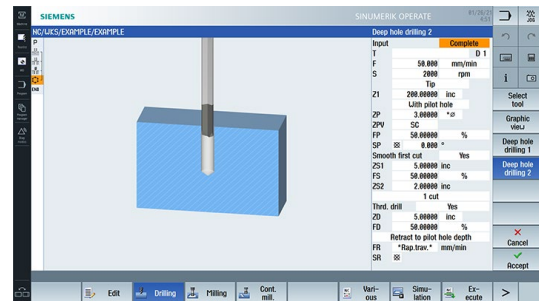 SIEMENS
SINUMERIK OPERATE
NC/WKS/EXAMPLE/EXAMPLE
Deep hole drilling 2
Input Complete
T D 1
F 50.000 mm/min
S 2000 rpm
Tip
Z1 200.00000 inc
With pilot hole
ZP 3.00000 *∅
ZPV SC
FP 50.00000 %
SP ☒ 0.000 °
Smooth first cut Yes
ZS1 5.00000 inc
FS 50.00000 %
ZS2 2.00000 inc
1 cut
Thrd. drill Yes
ZD 5.00000 inc
FD 50.00000 %
Retract to pilot hole depth
FR *Rap.trav.* mm/min
SR ☒
P
END
Select tool
Graphic view
Deep hole drilling 1
Deep hole drilling 2
Cancel
Accept
Edit
Drilling
Milling
Cont. mill.
Vari-ous
Simu-lation
Ex-ecute